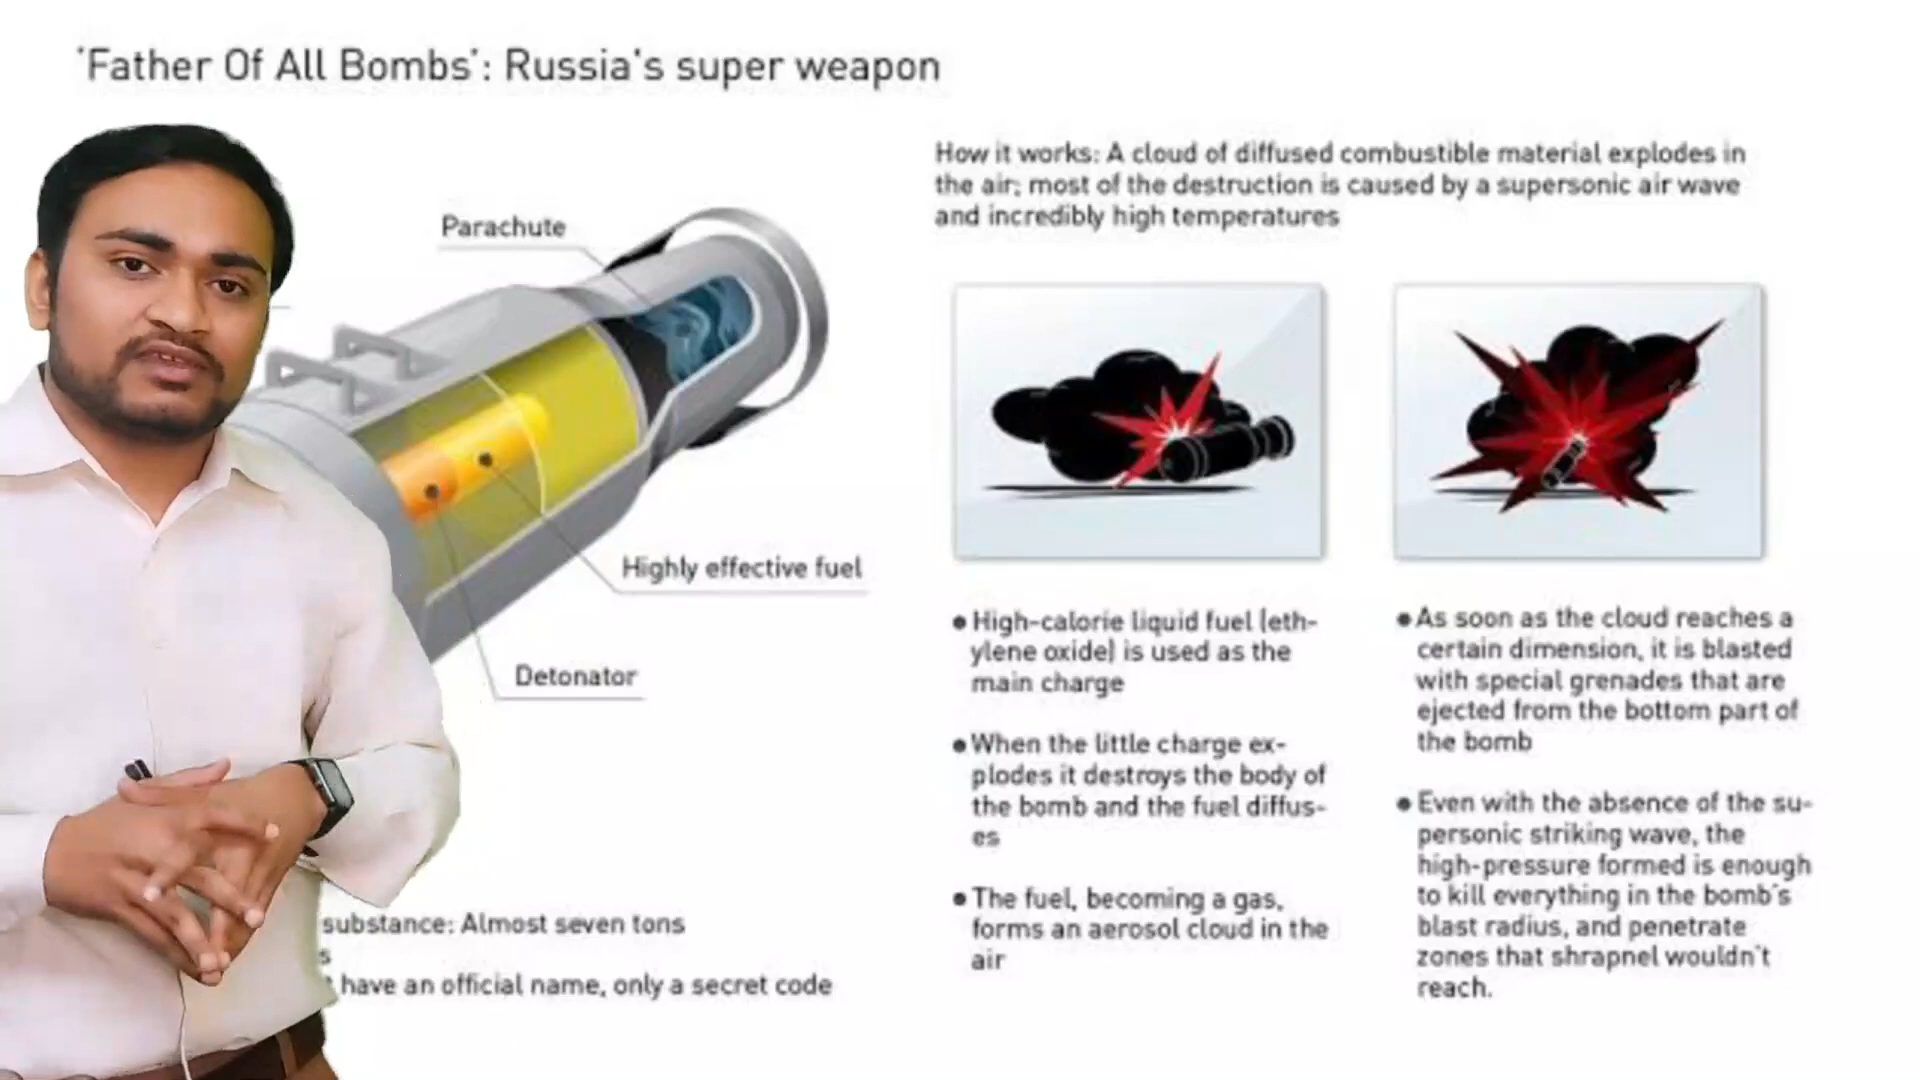 'Father Of All Bombs': Russia's super weapon
How it works: A cloud of diffused combustible material explodes in
the air; most of the destruction is caused by a supersonic air wave
and incredibly high temperatures
Parachute
Highly effective fuel
Detonator
substance: Almost seven tons
s
have an official name, only a secret code
• High-calorie liquid fuel (eth-
ylene oxide) is used as the
main charge
• When the little charge ex-
plodes it destroys the body of
the bomb and the fuel diffus-
es
• The fuel, becoming a gas,
forms an aerosol cloud in the
air
• As soon as the cloud reaches a
certain dimension, it is blasted
with special grenades that are
ejected from the bottom part of
the bomb
• Even with the absence of the su-
personic striking wave, the
high-pressure formed is enough
to kill everything in the bomb's
blast radius, and penetrate
zones that shrapnel wouldn't
reach.